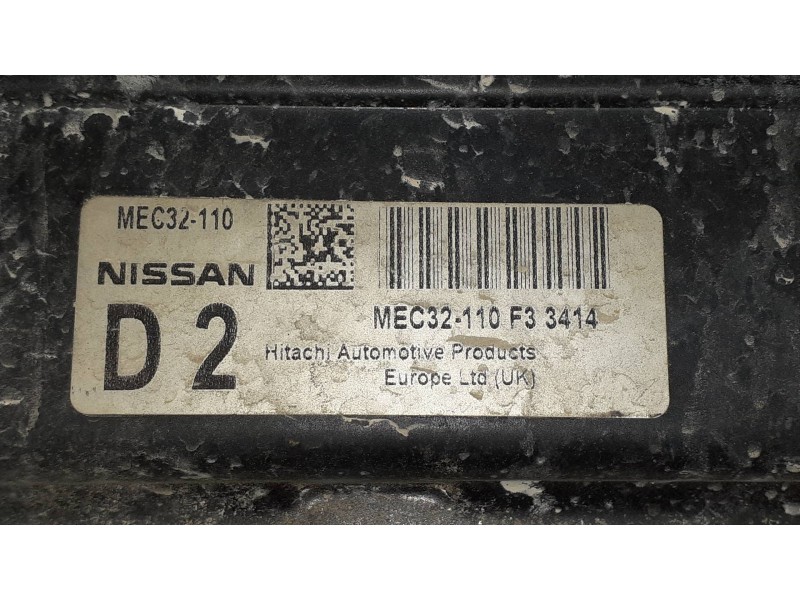 MEC32-110
NISSAN
D 2
MEC32-110 F3 3414
Hitachi Automotive Products
Europe Ltd (UK)